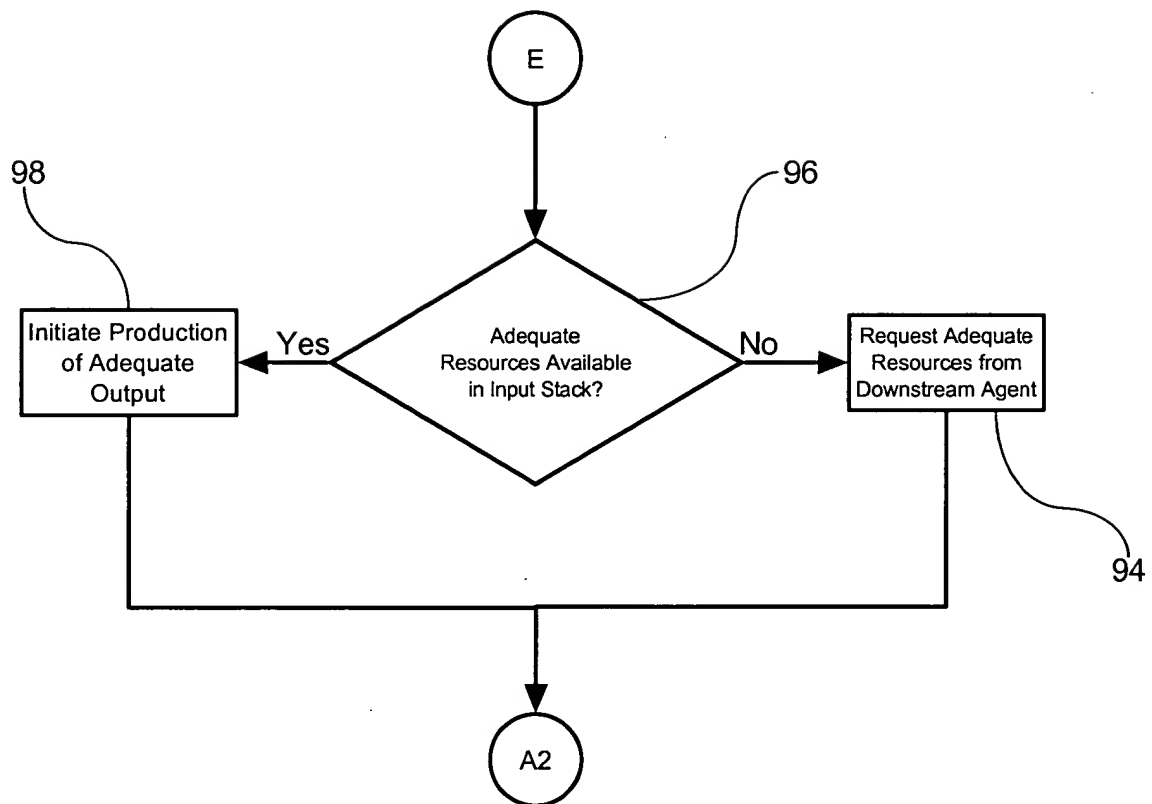 E
98
96
Initiate Production
of Adequate
Output
Yes
Adequate
Resources Available
in Input Stack?
No
Request Adequate
Resources from
Downstream Agent
94
A2